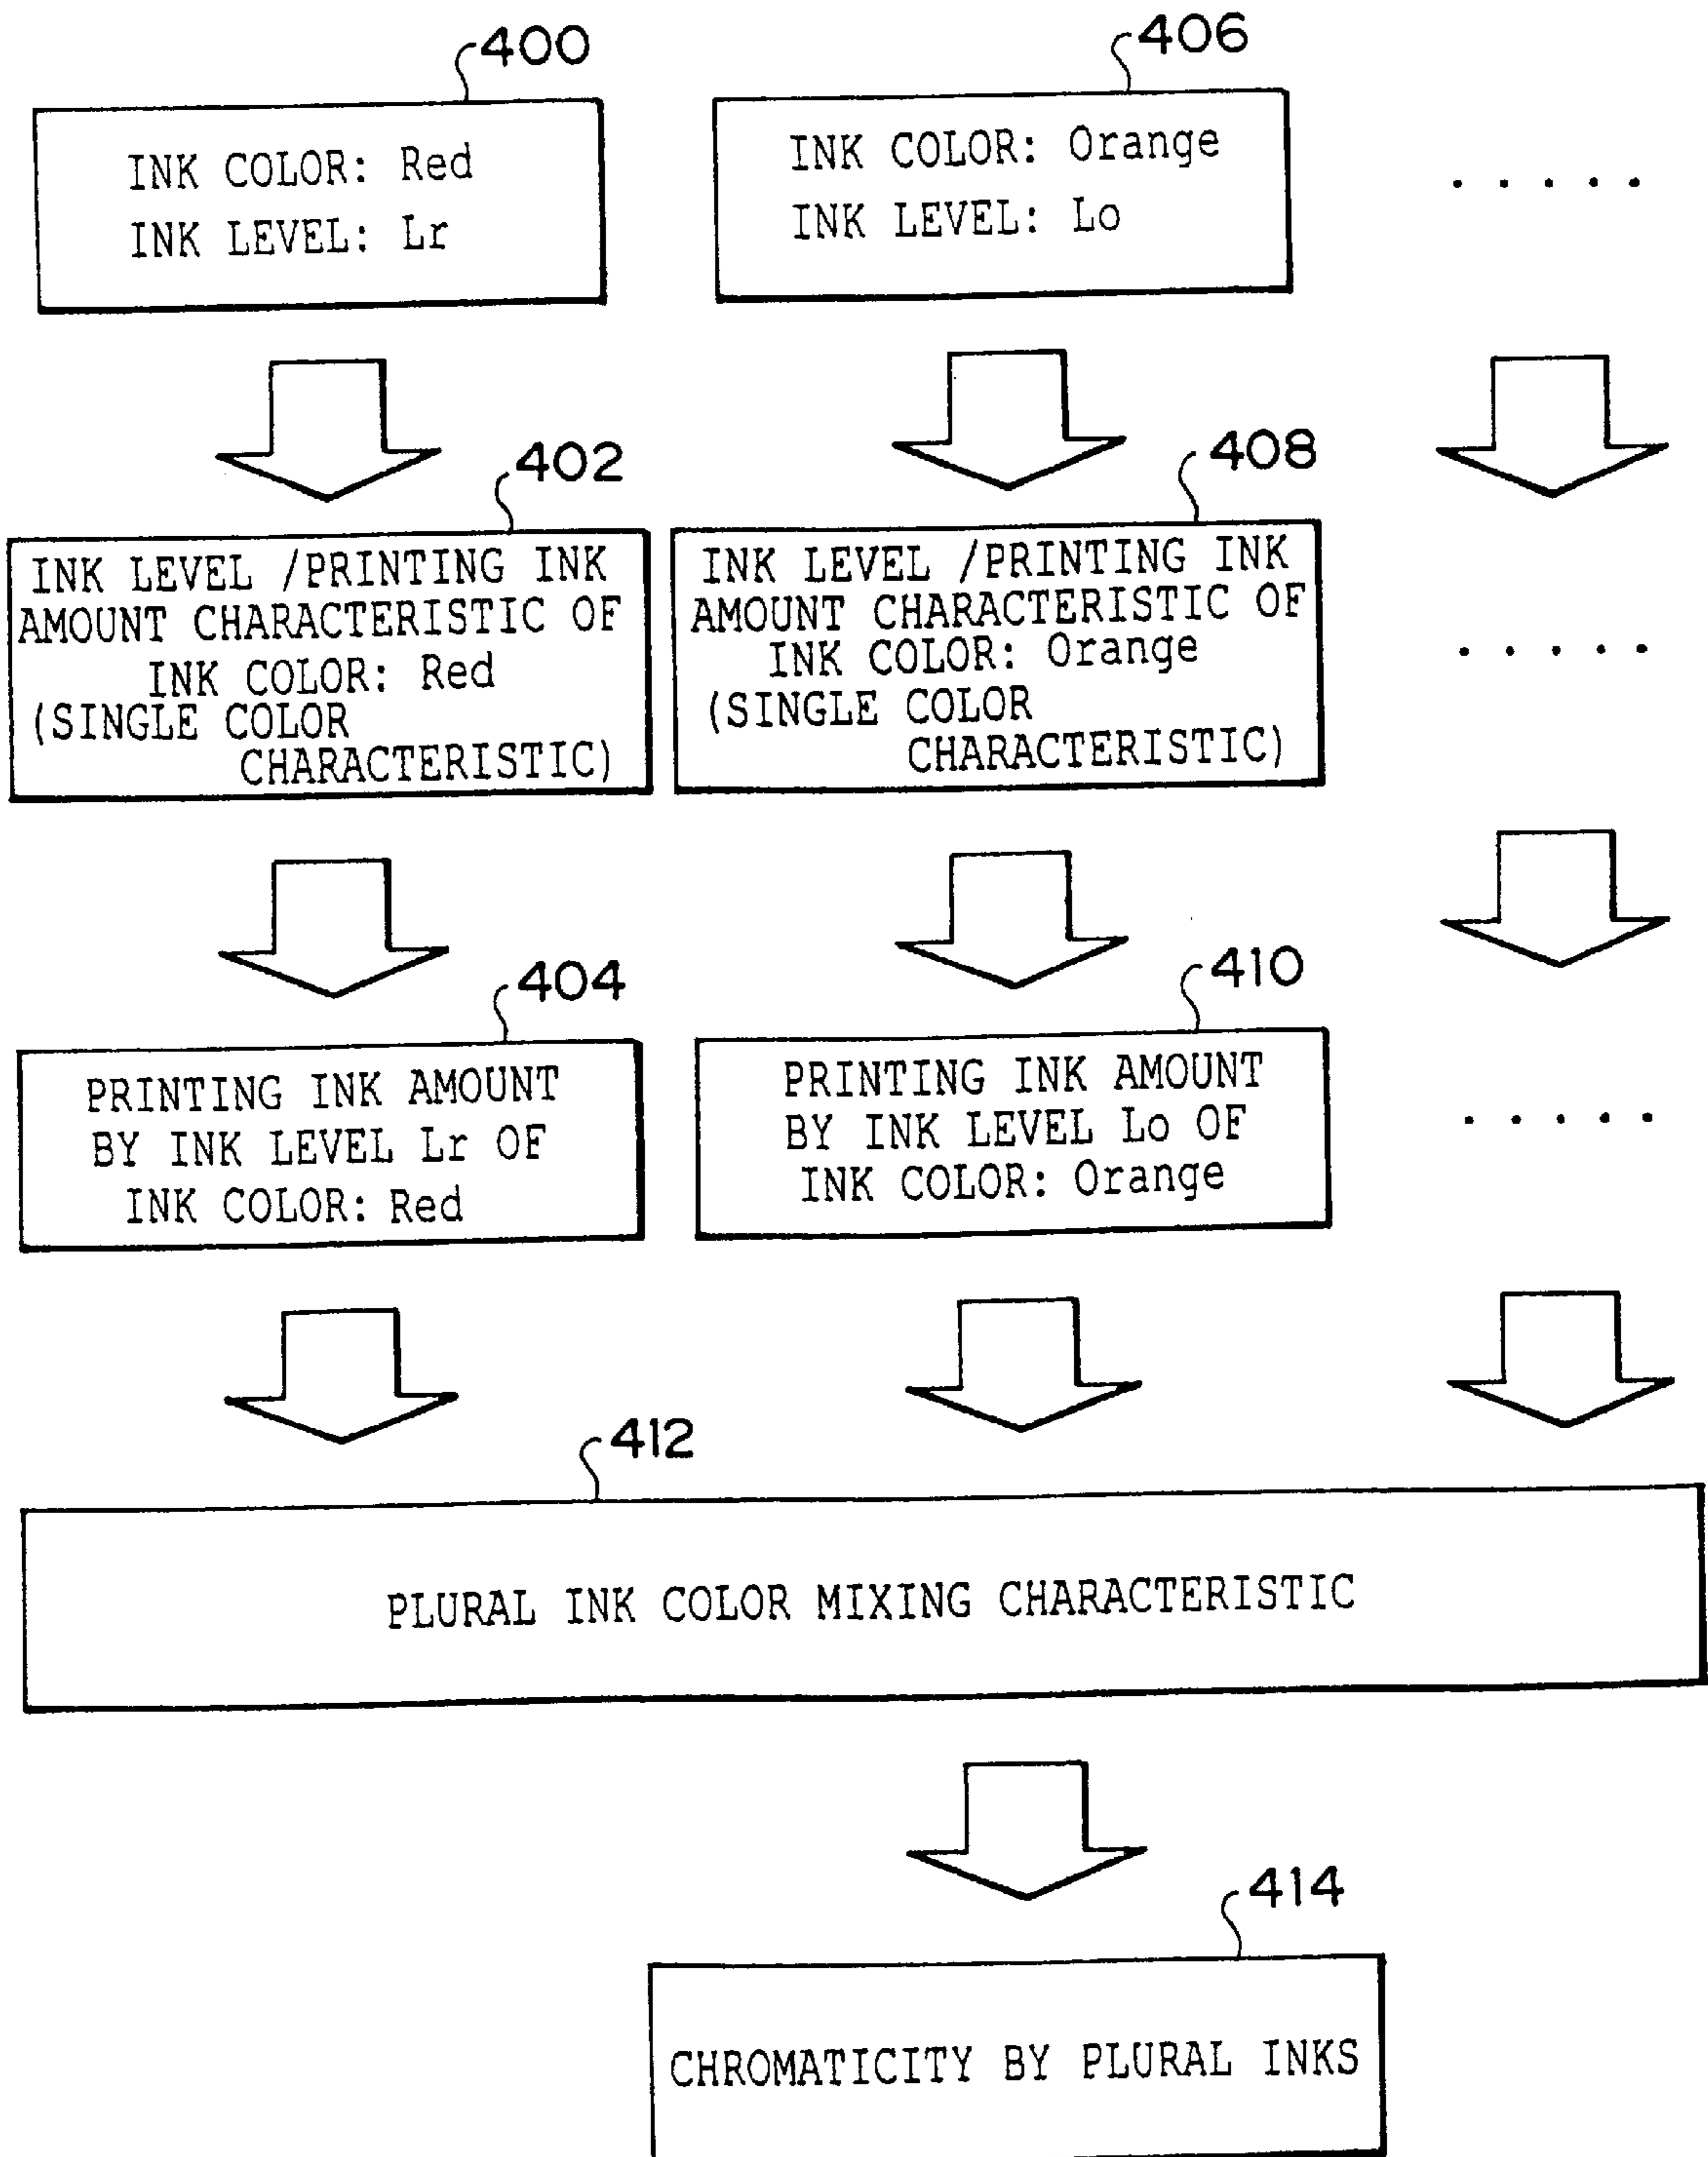 400
406
INK COLOR: Red
INK LEVEL: Lr
INK COLOR: Orange
INK LEVEL: Lo
. . . . .
402
408
INK LEVEL /PRINTING INK
AMOUNT CHARACTERISTIC OF
INK COLOR: Red
(SINGLE COLOR
CHARACTERISTIC)
INK LEVEL /PRINTING INK
AMOUNT CHARACTERISTIC OF
INK COLOR: Orange
(SINGLE COLOR
CHARACTERISTIC)
. . . . .
404
410
PRINTING INK AMOUNT
BY INK LEVEL Lr OF
INK COLOR: Red
PRINTING INK AMOUNT
BY INK LEVEL Lo OF
INK COLOR: Orange
. . . . .
412
PLURAL INK COLOR MIXING CHARACTERISTIC
414
CHROMATICITY BY PLURAL INKS